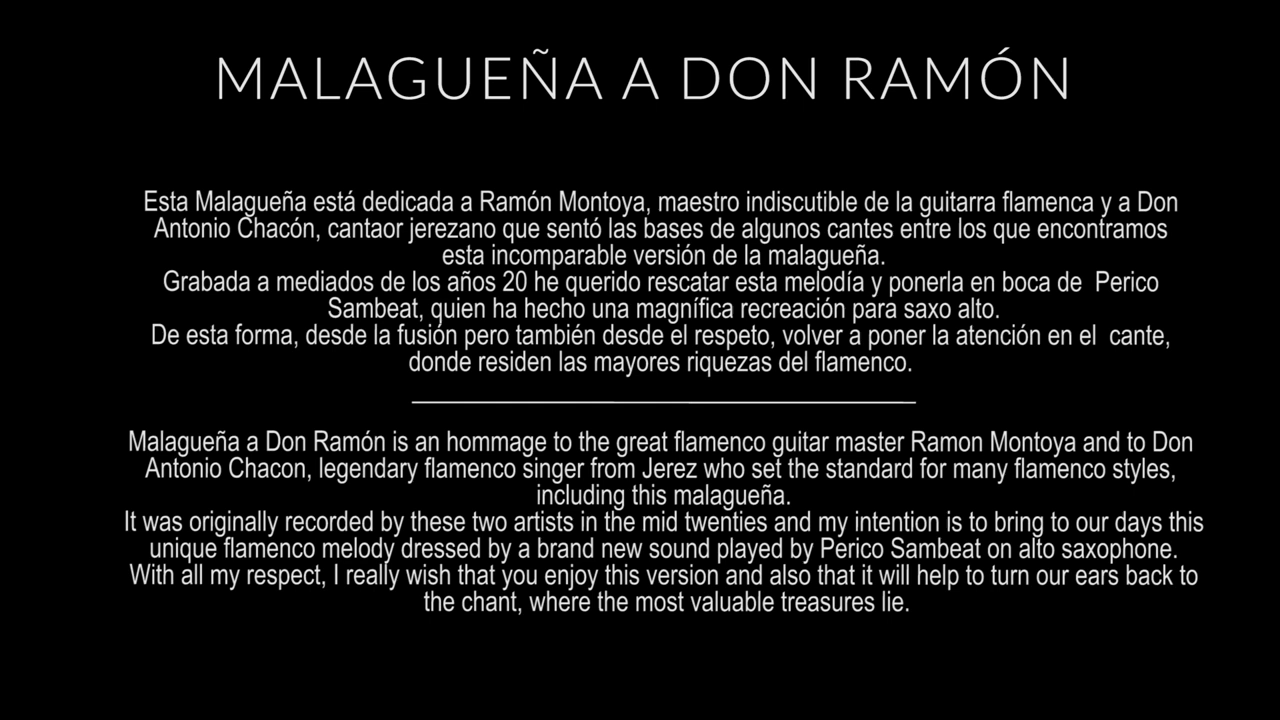 MALAGUEÑA A DON RAMÓN
Esta Malagueña está dedicada a Ramón Montoya, maestro indiscutible de la guitarra flamenca y a Don
Antonio Chacón, cantaor jerezano que sentó las bases de algunos cantes entre los que encontramos
esta incomparable versión de la malagueña.
Grabada a mediados de los años 20 he querido rescatar esta melodía y ponerla en boca de  Perico
Sambeat, quien ha hecho una magnífica recreación para saxo alto.
De esta forma, desde la fusión pero también desde el respeto, volver a poner la atención en el  cante,
donde residen las mayores riquezas del flamenco.
Malagueña a Don Ramón is an hommage to the great flamenco guitar master Ramon Montoya and to Don
Antonio Chacon, legendary flamenco singer from Jerez who set the standard for many flamenco styles,
including this malagueña.
It was originally recorded by these two artists in the mid twenties and my intention is to bring to our days this
unique flamenco melody dressed by a brand new sound played by Perico Sambeat on alto saxophone.
With all my respect, I really wish that you enjoy this version and also that it will help to turn our ears back to
the chant, where the most valuable treasures lie.